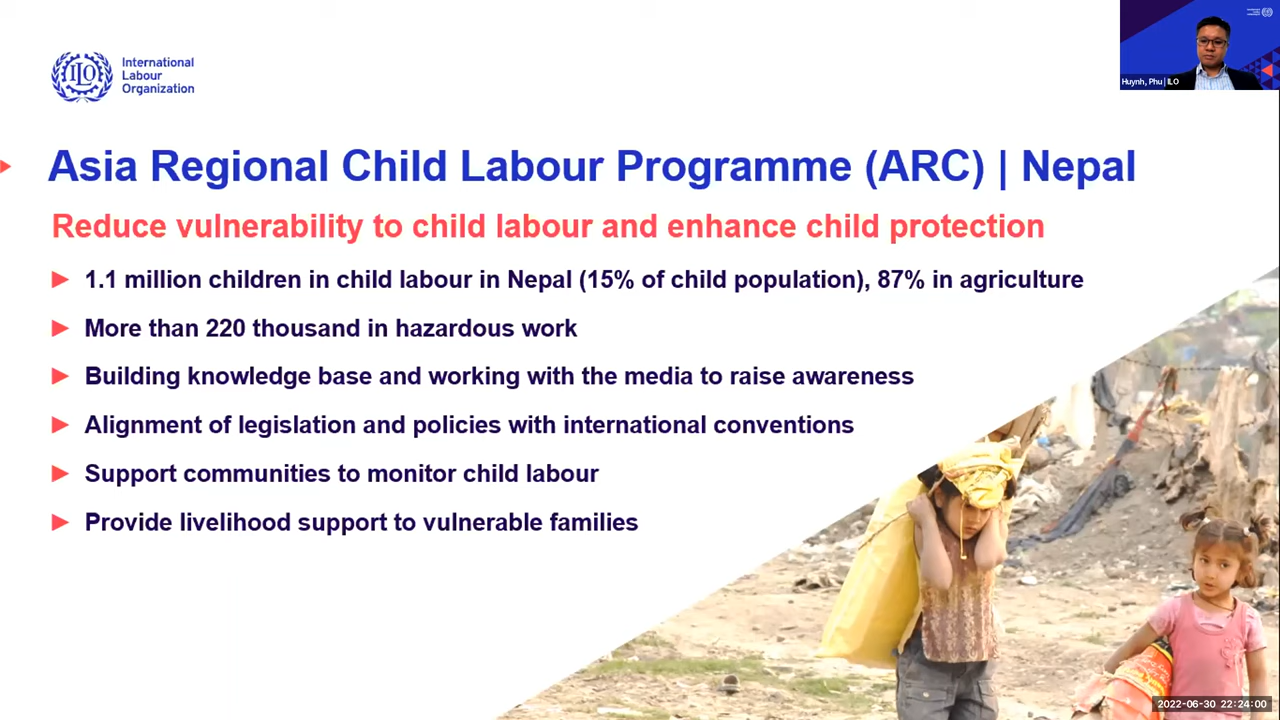 International
Labour
Organization
Huynh, Phu | ILO
Asia Regional Child Labour Programme (ARC) | Nepal
Reduce vulnerability to child labour and enhance child protection
1.1 million children in child labour in Nepal (15% of child population), 87% in agriculture
More than 220 thousand in hazardous work
Building knowledge base and working with the media to raise awareness
Alignment of legislation and policies with international conventions
Support communities to monitor child labour
Provide livelihood support to vulnerable families
2022-06-30 22:24:00